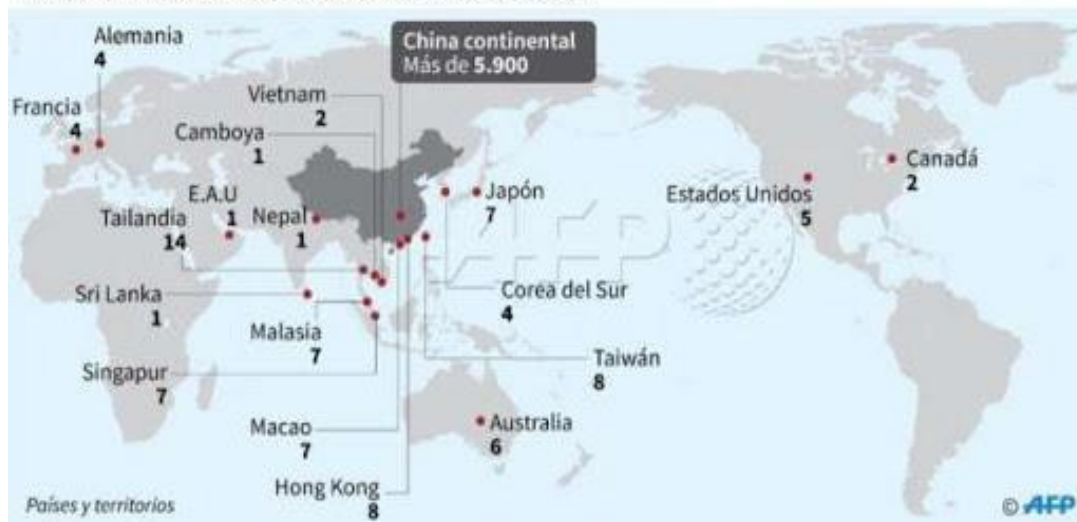 Alemania
4
China continental
Más de 5.900
Francia
4
Vietnam
2
Camboya
1
E.A.U
1
Tailandia
14
Nepal
1
Japón
7
Canadá
2
Estados Unidos
5
Sri Lanka
1
Corea del Sur
4
Malasia
7
Singapur
7
Taiwán
8
Macao
7
Australia
6
Hong Kong
8
Países y territorios
© AFP
AFP